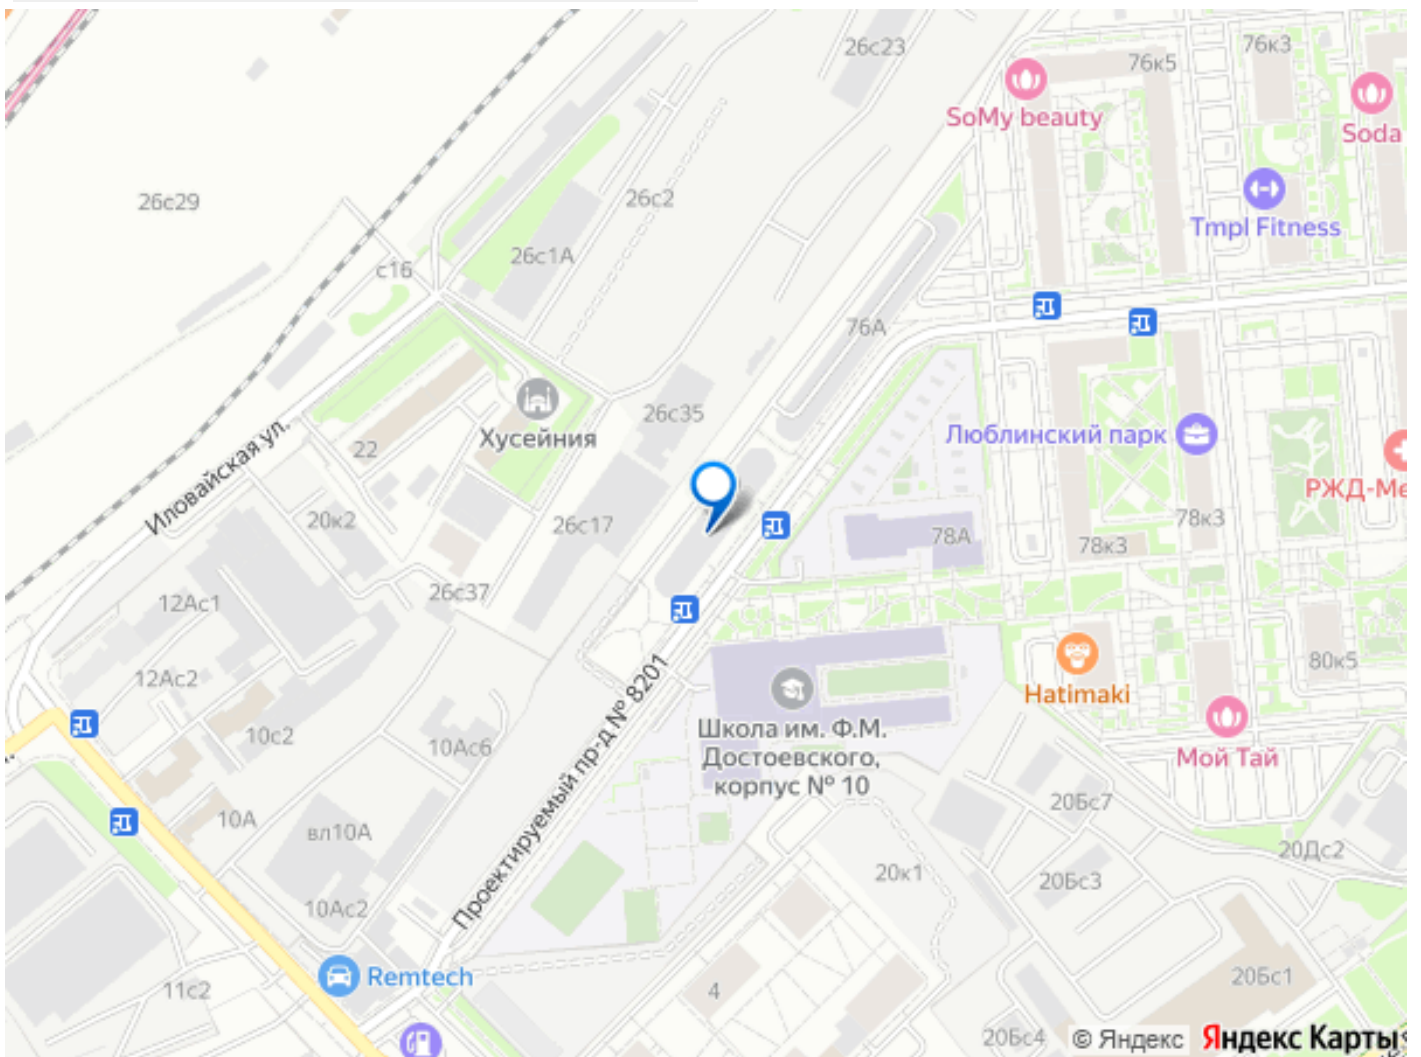 26с23
76к3
76к5
SoMy beauty
Soda
26с29
26с2
Tmpl Fitness
26с1А
с16
76А
Хусейния
26с35
Люблинский парк
22
Иловайская ул.
РЖД-Ме
20к2
26с17
78А
78к3
78к3
26с37
12Ас1
12Ас2
80к5
Hatimaki
Школа им. Ф.М.
Достоевского,
корпус № 10
10с2
10Ас6
Проектируемый пр-д № 8201
Мой Тай
20Бс7
10А
вл10А
20Дс2
20к1
20Бс3
10Ас2
Remtech
11с2
4
20Бс1
20Бс4
© Яндекс
Яндекс Карты